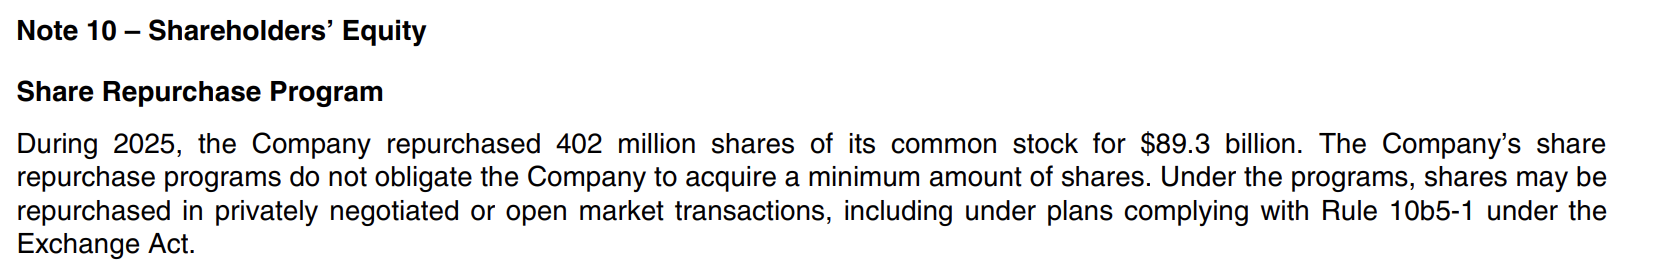 Note 10 – Shareholders’ Equity
Share Repurchase Program
During 2025, the Company repurchased 402 million shares of its common stock for $89.3 billion. The Company’s share
repurchase programs do not obligate the Company to acquire a minimum amount of shares. Under the programs, shares may be
repurchased in privately negotiated or open market transactions, including under plans complying with Rule 10b5-1 under the
Exchange Act.